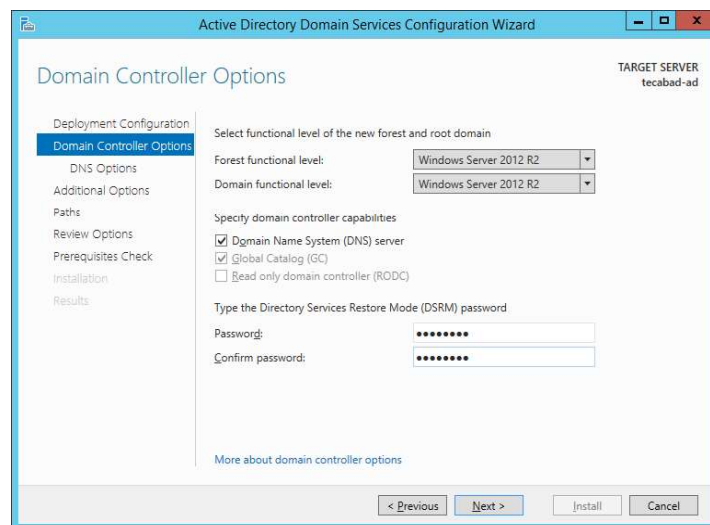 Active Directory Domain Services Configuration Wizard
Domain Controller Options
TARGET SERVER
tecabad-ad
Deployment Configuration
Domain Controller Options
DNS Options
Additional Options
Paths
Review Options
Prerequisites Check
Installation
Results
Select functional level of the new forest and root domain
Forest functional level: Windows Server 2012 R2
Domain functional level: Windows Server 2012 R2
Specify domain controller capabilities
Domain Name System (DNS) server
Global Catalog (GC)
Read only domain controller (RODC)
Type the Directory Services Restore Mode (DSRM) password
Password: ••••••••
Confirm password: ••••••••
More about domain controller options
< Previous Next > Install Cancel